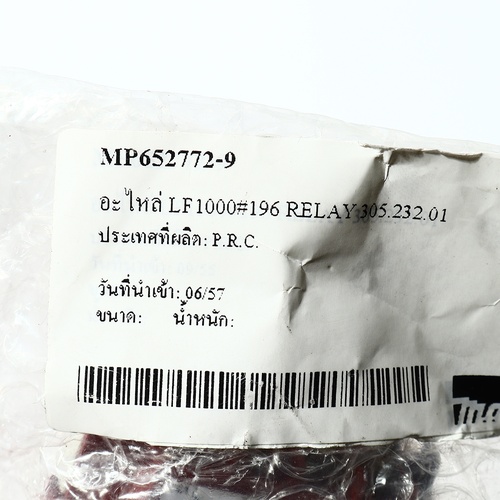 MP652772-9
อะไหล่ LF1000#196 RELAY 305.232.01
ประเทศที่ผลิต: P.R.C.
วันที่นำเข้า: 06/57
ขนาด: น้ำหนัก: